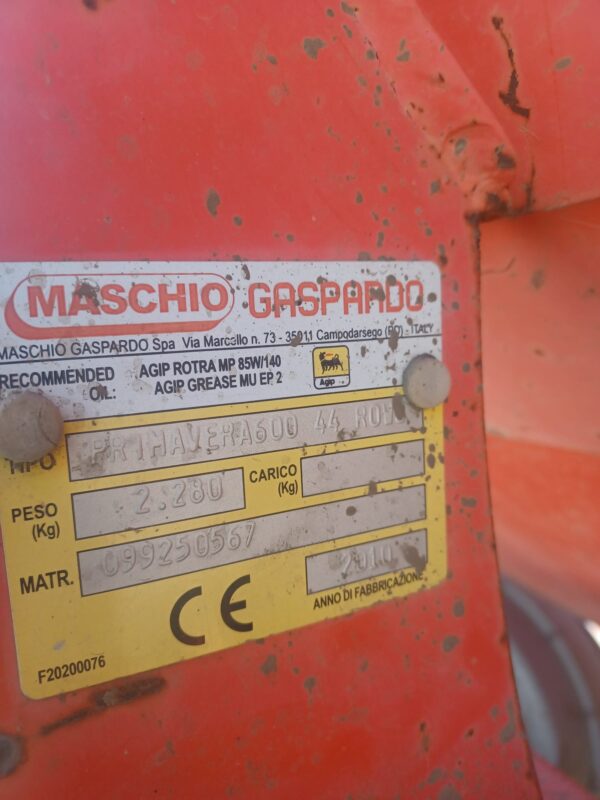 MASCHIO GASPARDO
MASCHIO GASPARDO Spa Via Marcello n. 73 - 35011 Campodarsego (PD) - ITALY
RECOMMENDED OIL: AGIP ROTRA MP 85W/140
AGIP GREASE MU EP 2
Agip
TIPO PRIMAVERA600 44
PESO (Kg) 2.280 CARICO (Kg)
MATR. 099250567 2010
ANNO DI FABBRICAZIONE
CE
F20200076